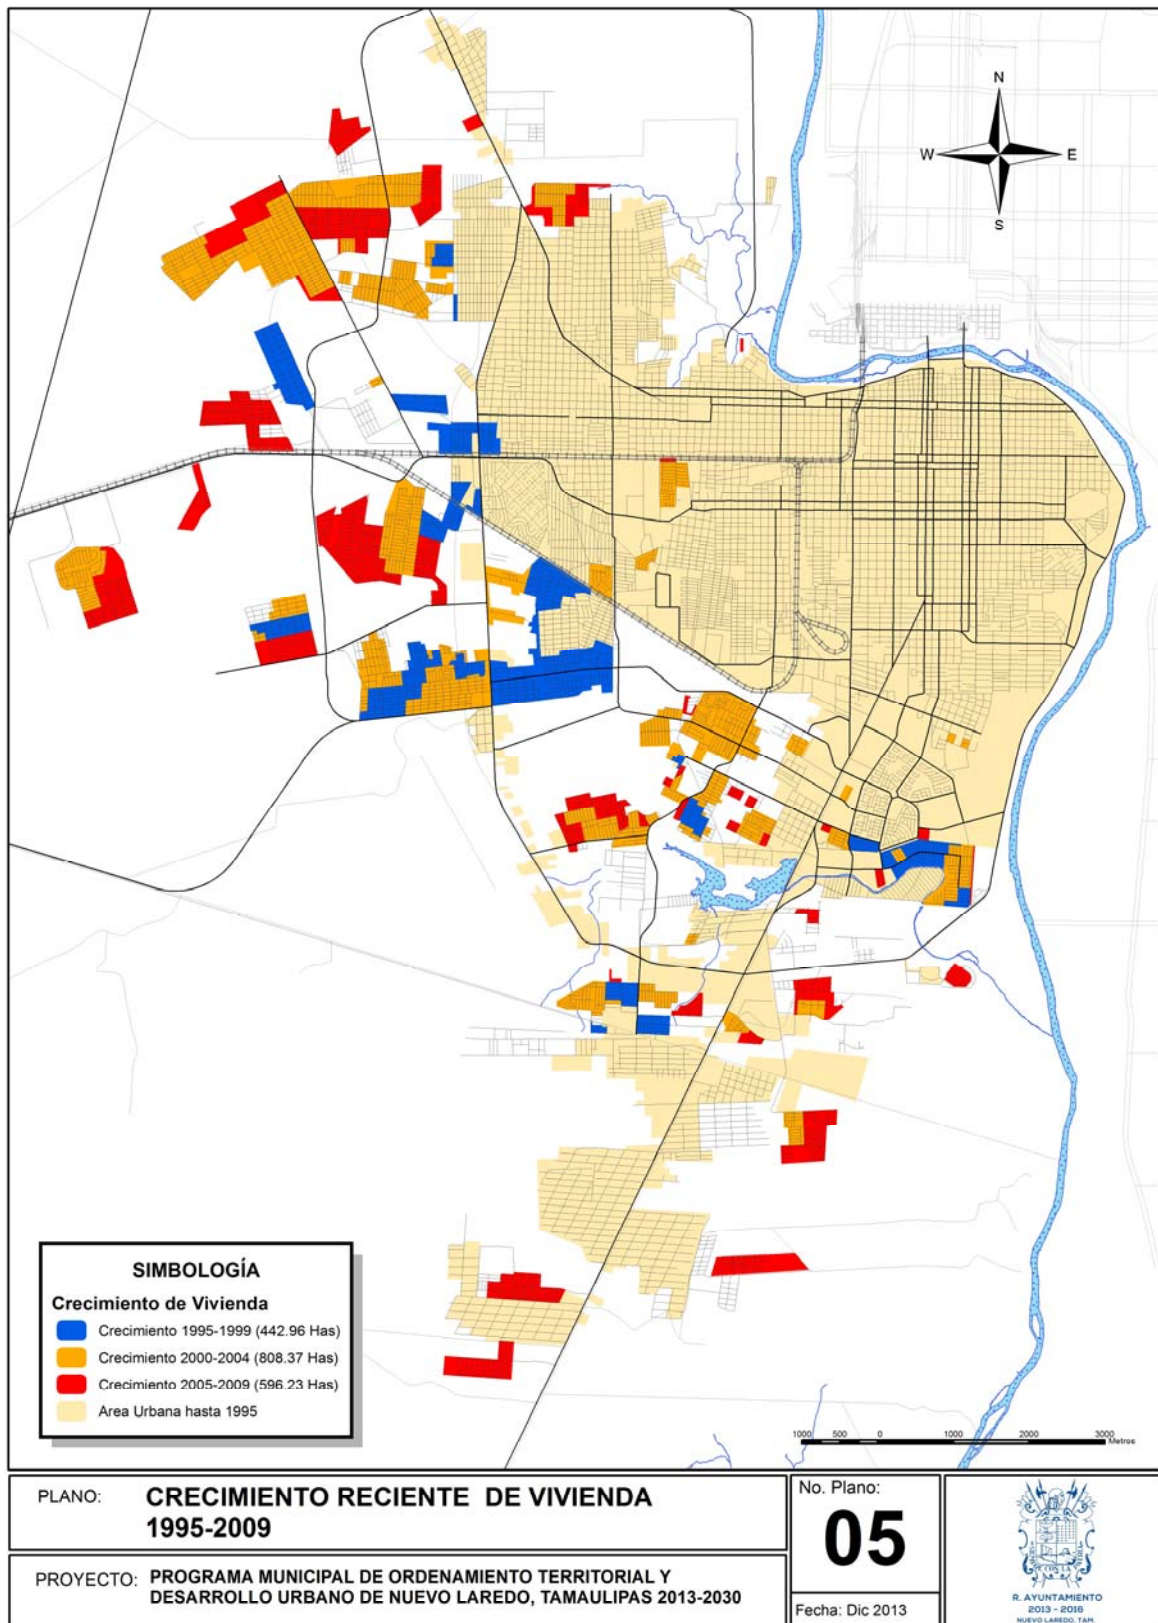 N
W
E
S
SIMBOLOGÍA
Crecimiento de Vivienda
Crecimiento 1995-1999 (442.96 Has)
Crecimiento 2000-2004 (808.37 Has)
Crecimiento 2005-2009 (596.23 Has)
Area Urbana hasta 1995
1000 500 0 1000 2000 3000
Metros
PLANO: CRECIMIENTO RECIENTE DE VIVIENDA
1995-2009
PROYECTO: PROGRAMA MUNICIPAL DE ORDENAMIENTO TERRITORIAL Y
DESARROLLO URBANO DE NUEVO LAREDO, TAMAULIPAS 2013-2030
No. Plano:
05
Fecha: Dic 2013
R. AYUNTAMIENTO
2013 - 2016
NUEVO LAREDO, TAM.